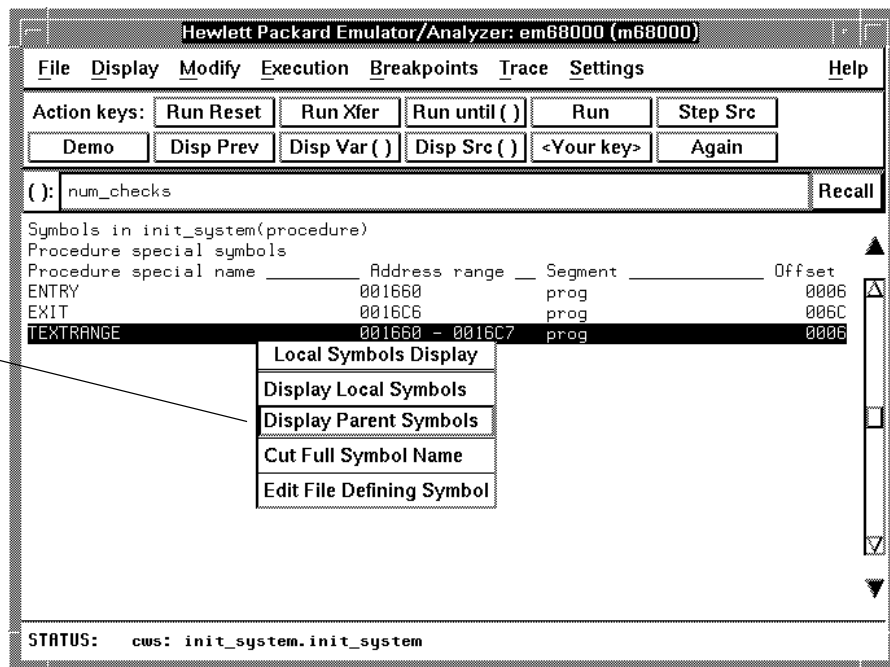 Hewlett Packard Emulator/Analyzer: em68000 (m68000)
File Display Modify Execution Breakpoints Trace Settings Help
Action keys: Run Reset Run Xfer Run until ( ) Run Step Src
Demo Disp Prev Disp Var ( ) Disp Src ( ) <Your key> Again
( ): num_checks Recall
Symbols in init_system(procedure)
Procedure special symbols
Procedure special name _________ Address range __ Segment _____________ Offset
ENTRY 001660 prog 0006
EXIT 0016C6 prog 006C
TEXTRANGE 001660 - 0016C7 prog 0006
Local Symbols Display
Display Local Symbols
Display Parent Symbols
Cut Full Symbol Name
Edit File Defining Symbol
STATUS: cws: init_system.init_system